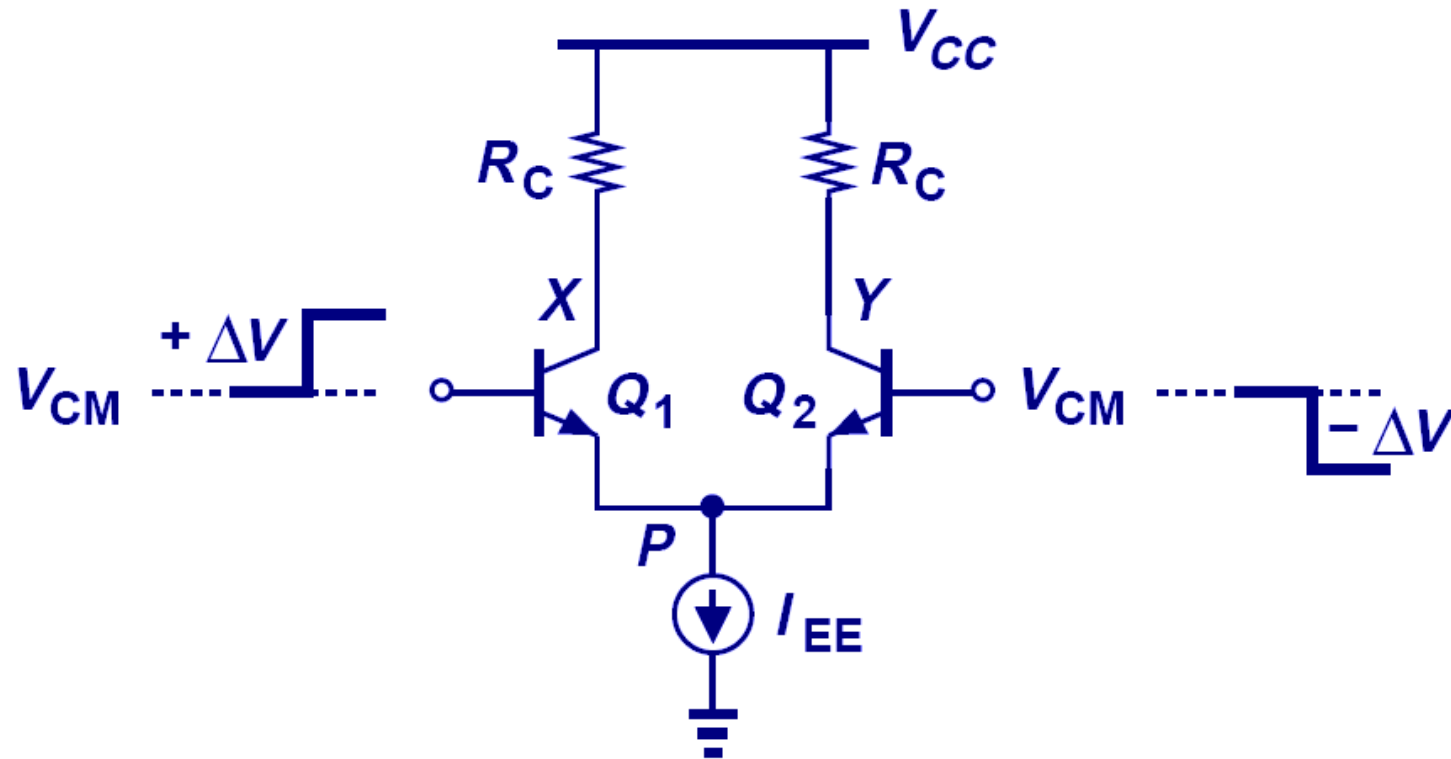 V_CC
R_C R_C
X Y
+ ΔV
V_CM Q_1 Q_2 V_CM
− ΔV
P
I_EE